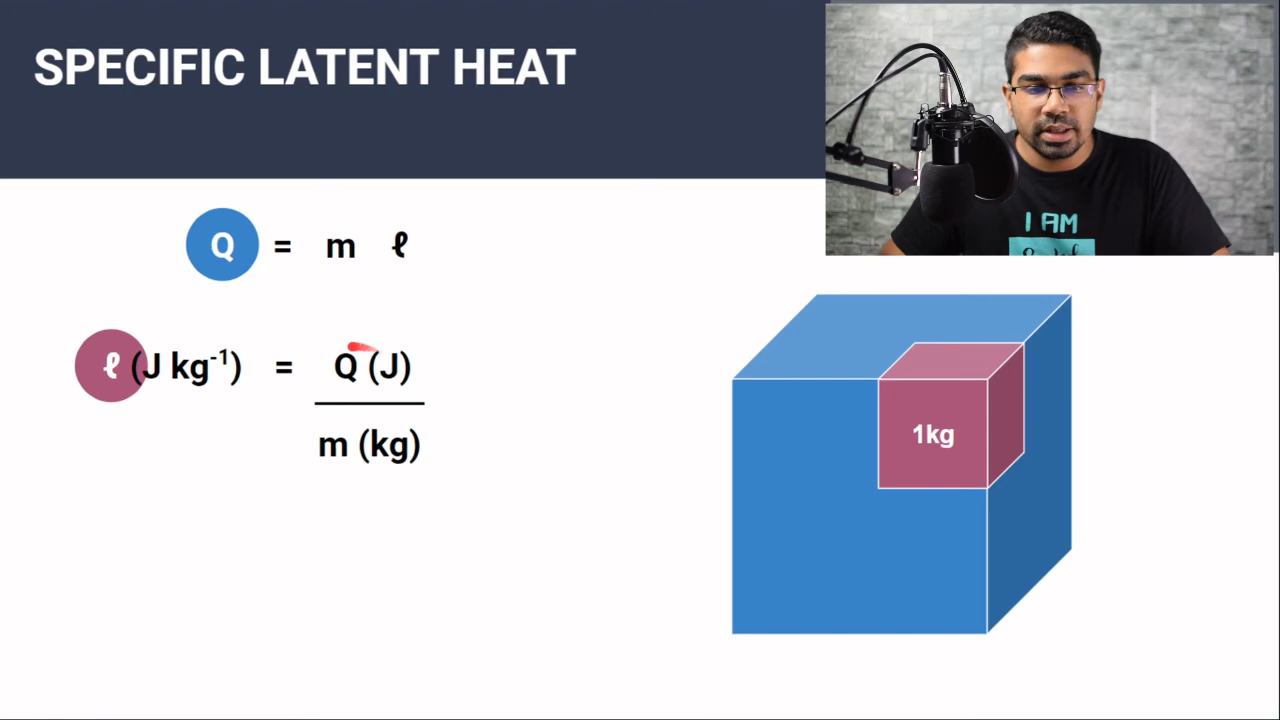 SPECIFIC LATENT HEAT
I AM
Q = m ℓ
ℓ (J kg⁻¹) = Q (J)
m (kg)
1kg